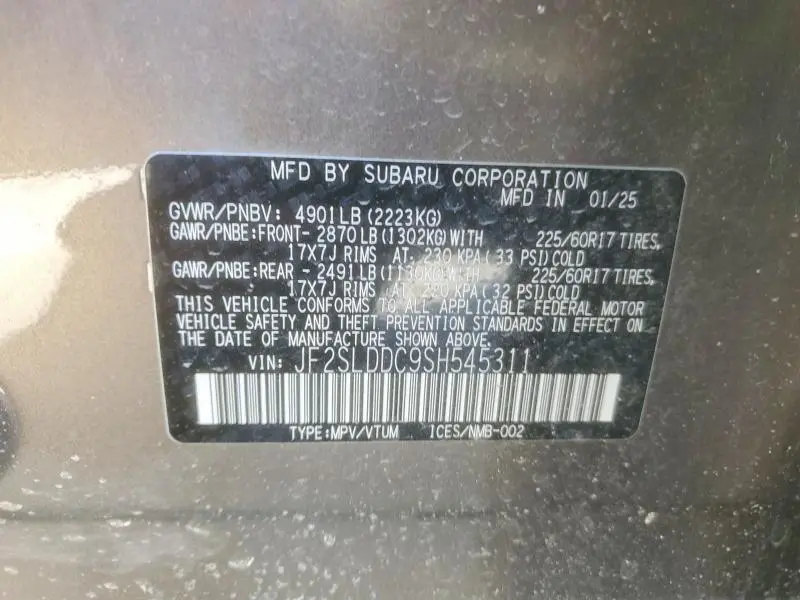 MFD BY SUBARU CORPORATION
MFD IN 01/25
GVWR/PNBV: 4901LB(2223KG)
GAWR/PNBE:FRONT- 2870LB(1302KG)WITH 225/60R17 TIRES,
17X7J RIMS AT. 230 KPA(33 PSI)COLD
GAWR/PNBE:REAR - 2491LB(1130KG)WITH 225/60R17 TIRES,
17X7J RIMS AT. 220 KPA(32 PSI)COLD
THIS VEHICLE CONFORMS TO ALL APPLICABLE FEDERAL MOTOR
VEHICLE SAFETY AND THEFT PREVENTION STANDARDS IN EFFECT ON
THE DATE OF MANUFACTURE SHOWN ABOVE.
VIN: JF2SLDDC9SH545311
TYPE:MPV/VTUM ICES/NMB-002